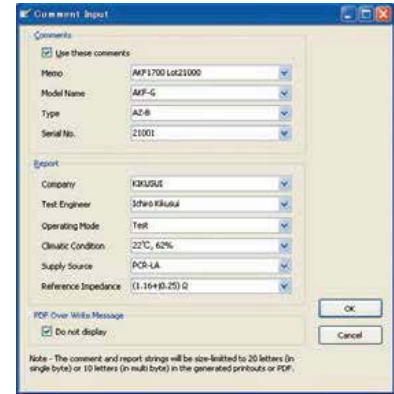 Comment Input
Comments
Use these comments
Memo AKF1700 Lot21000
Model Name AKF-G
Type AZ-B
Serial No. 21001
Report
Company KIKUSUI
Test Engineer Ichiro Kikusui
Operating Mode Test
Climatic Condition 22℃, 62%
Supply Source PCR-LA
Reference Impedance (1.16+j0.25) Ω
PDF Over Write Message
Do not display
OK
Cancel
Note - The comment and report strings will be size-limitted to 20 letters (in
single byte) or 10 letters (in multi byte) in the generated printouts or PDF.